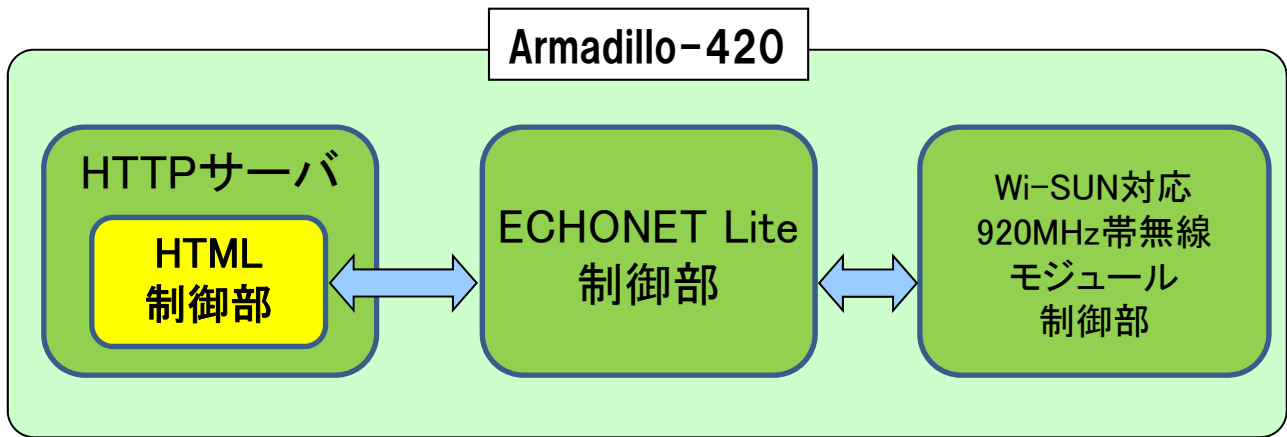 Armadillo-420
HTTPサーバ
HTML
制御部
ECHONET Lite
制御部
Wi-SUN対応
920MHz帯無線
モジュール
制御部